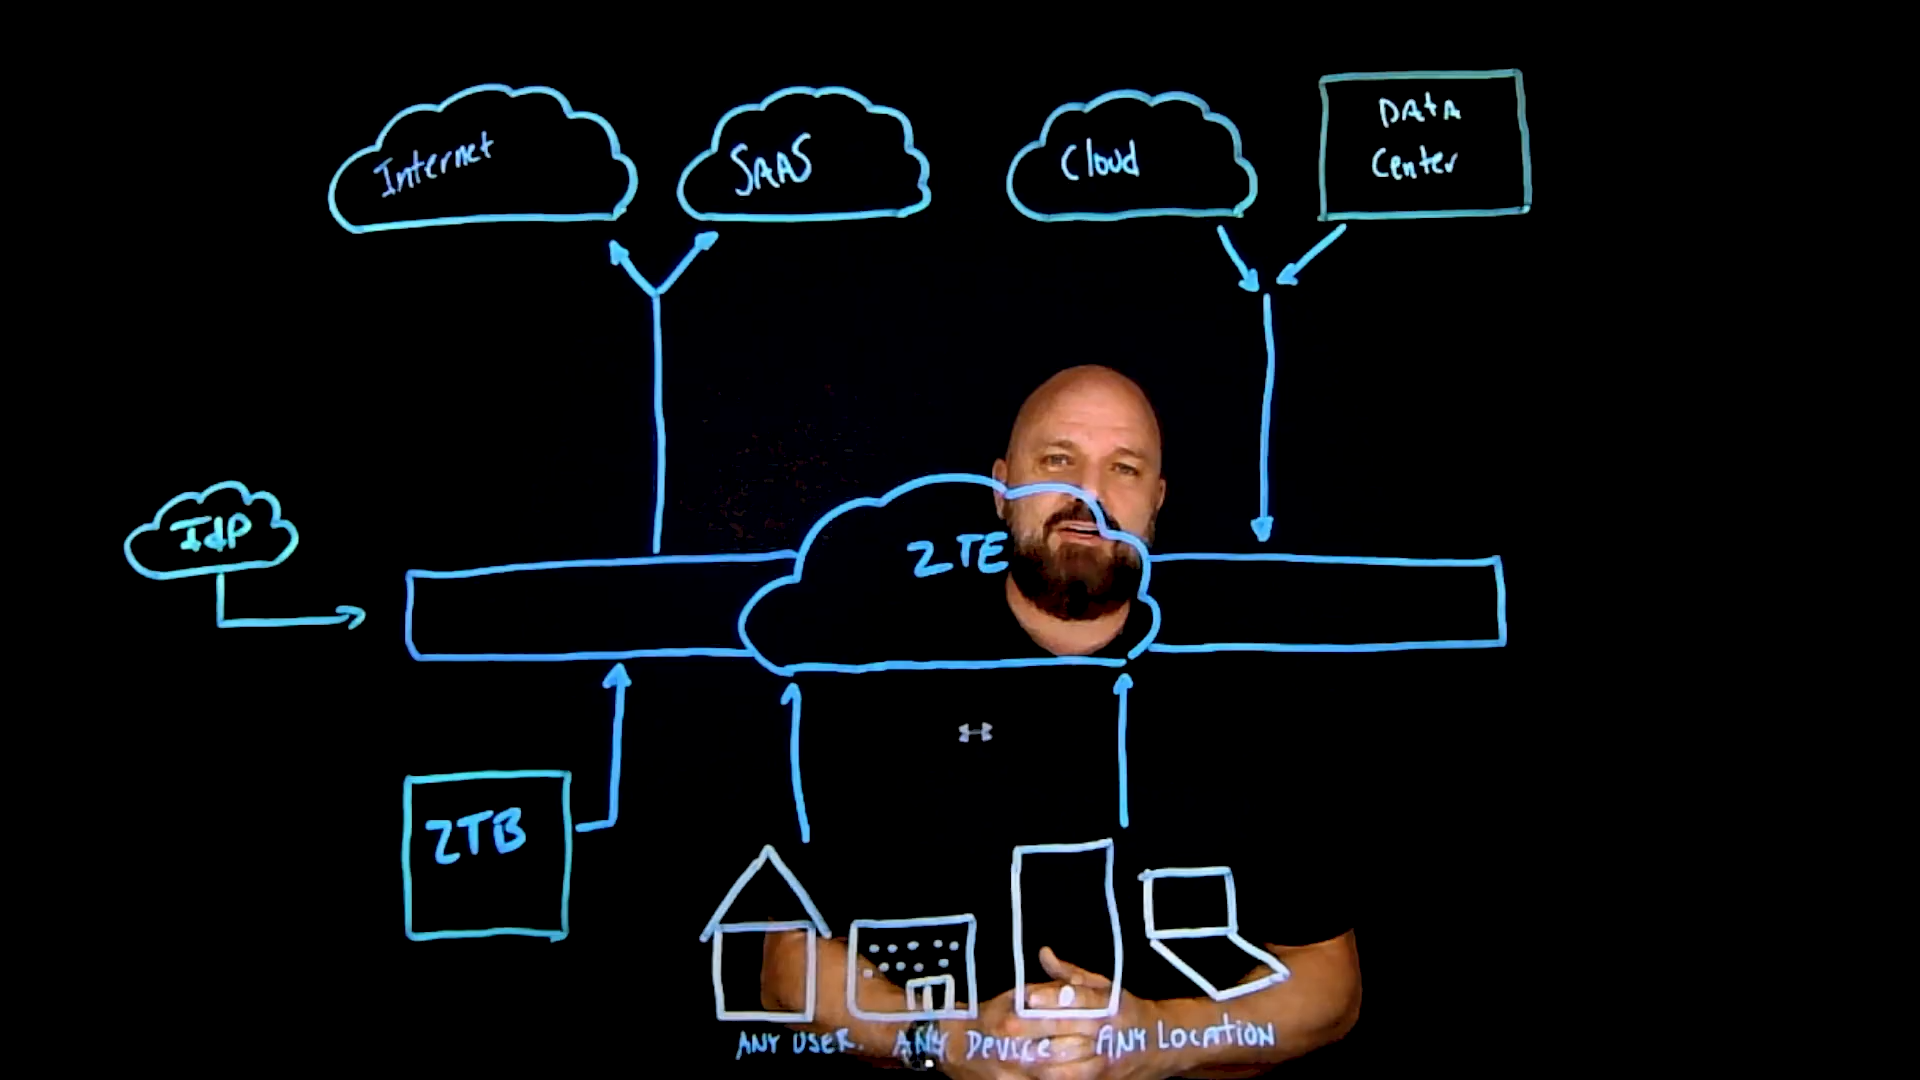 Internet
SAAS
Cloud
DATA
Center
IdP
ZTE
ZTB
ANY USER. ANY DEVICE. ANY LOCATION